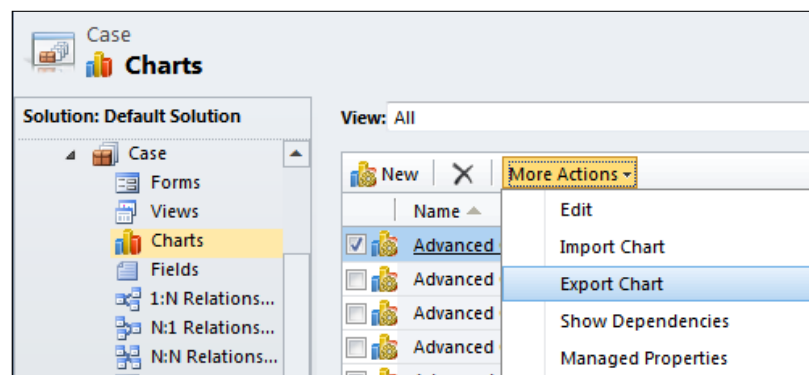 Case
Charts
Solution: Default Solution
Case
Forms
Views
Charts
Fields
1:N Relations...
N:1 Relations...
N:N Relations...
View: All
New
More Actions
Name
Advanced
Advanced
Advanced
Advanced
Edit
Import Chart
Export Chart
Show Dependencies
Managed Properties